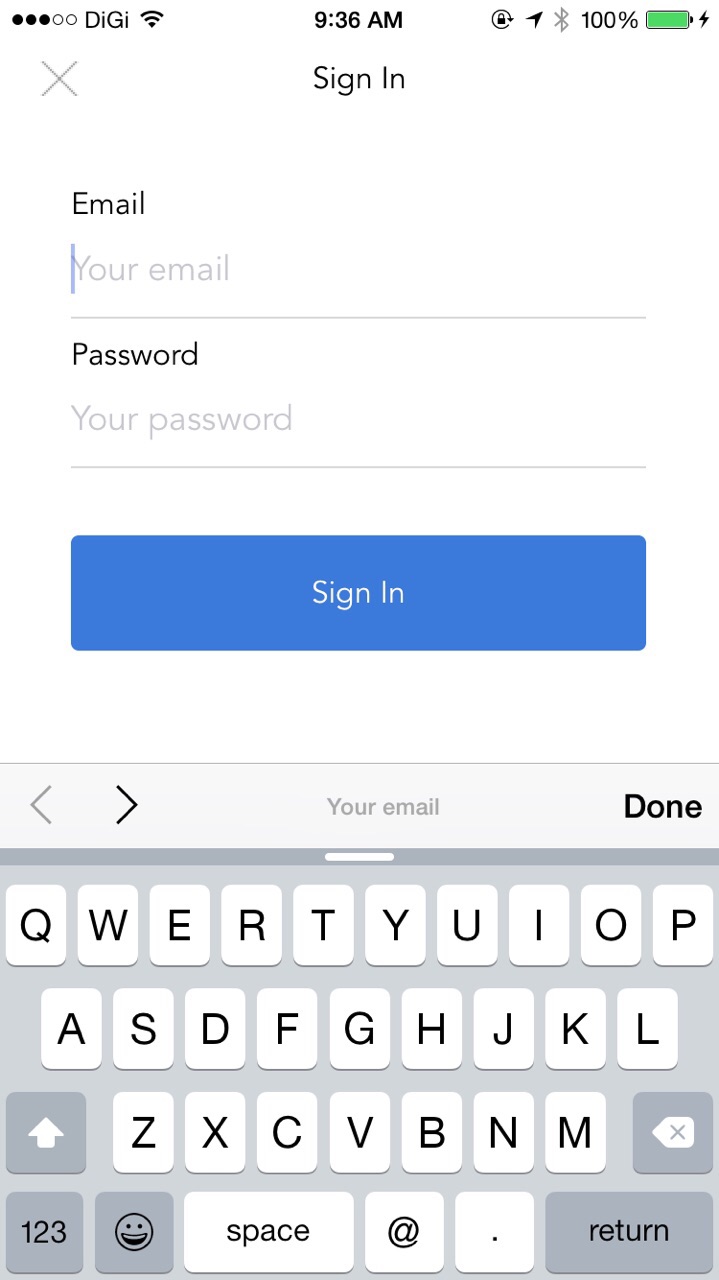 DiGi 9:36 AM 100%
Sign In
Email
Your email
Password
Your password
Sign In
Your email Done
Q W E R T Y U I O P
A S D F G H J K L
Z X C V B N M
123 space @ . return